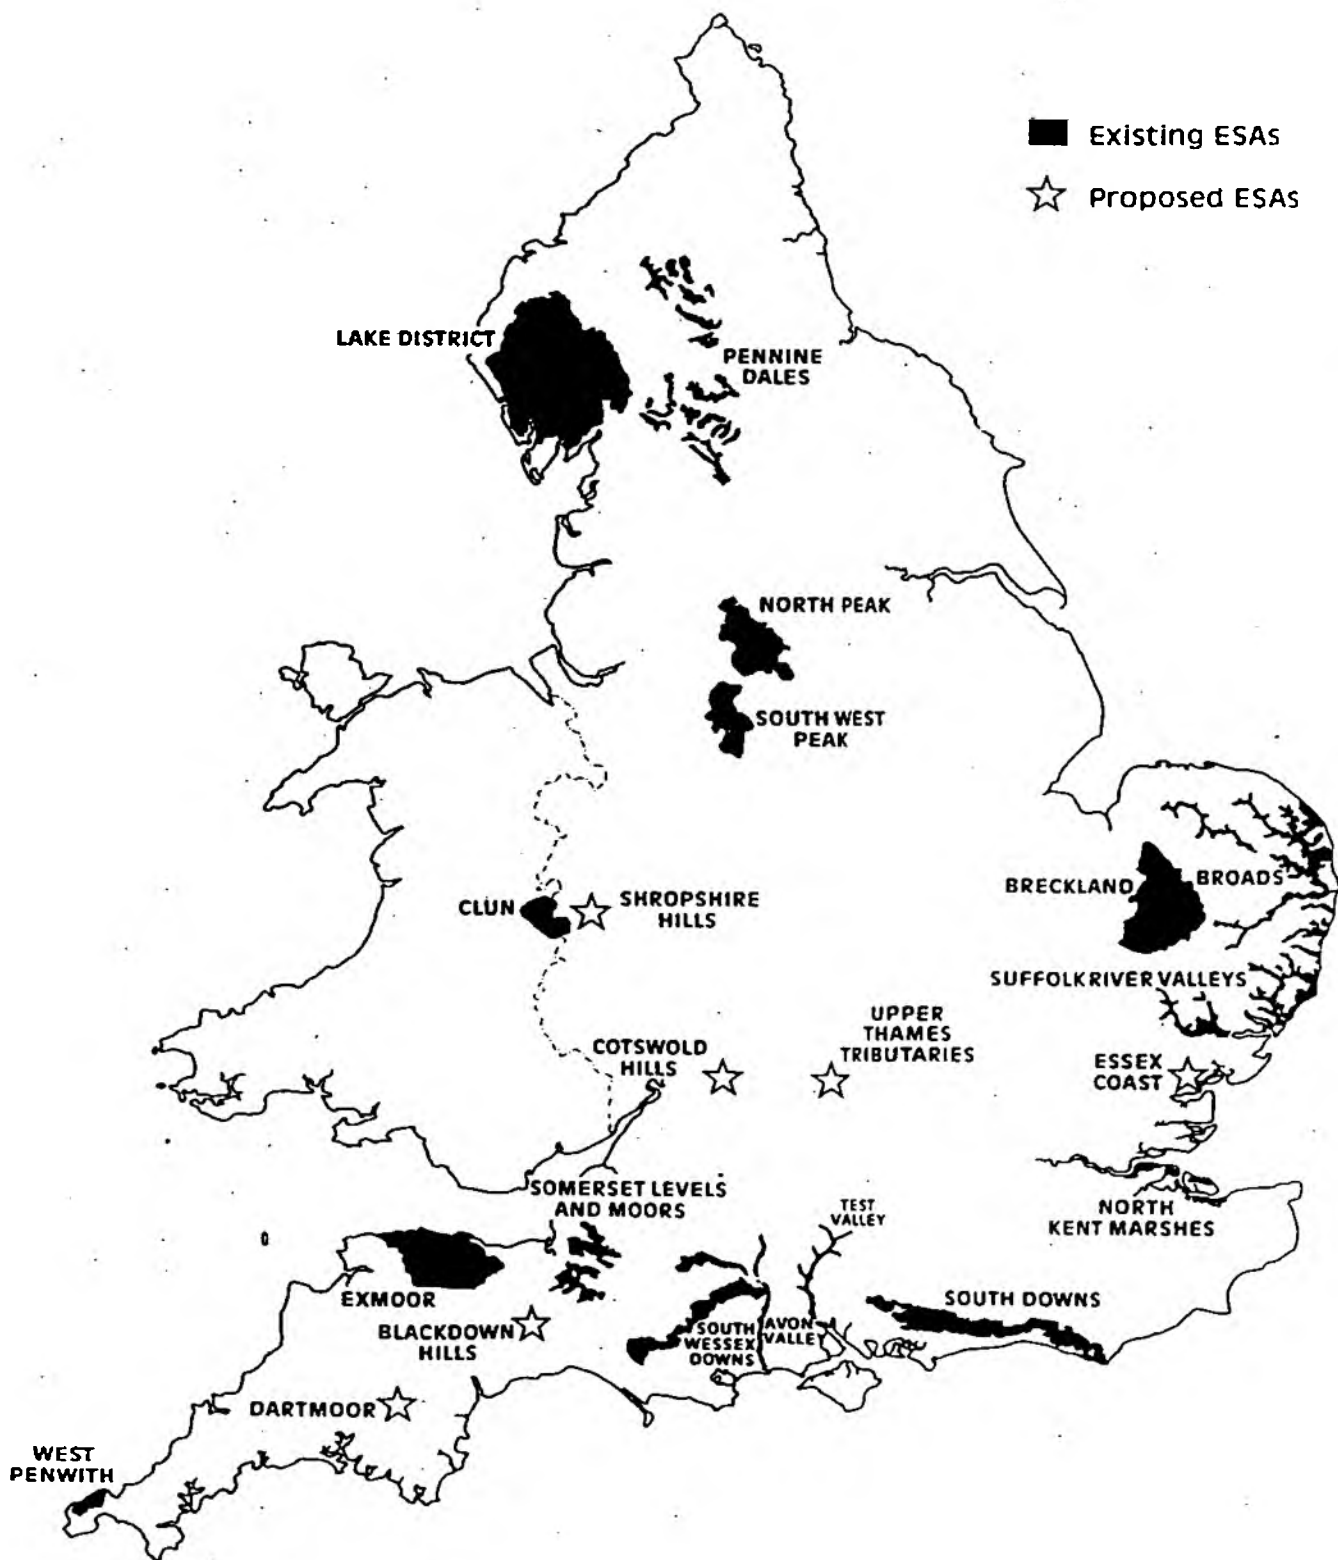 Existing ESAs
Proposed ESAs
LAKE DISTRICT
PENNINE
DALES
NORTH PEAK
SOUTH WEST
PEAK
CLUN
SHROPSHIRE
HILLS
BRECKLAND
BROADS
SUFFOLK RIVER VALLEYS
UPPER
THAMES
TRIBUTARIES
COTSWOLD
HILLS
ESSEX
COAST
SOMERSET LEVELS
AND MOORS
TEST
VALLEY
NORTH
KENT MARSHES
EXMOOR
BLACKDOWN
HILLS
SOUTH
WESSEX
DOWNS
AVON
VALLEY
SOUTH DOWNS
DARTMOOR
WEST
PENWITH